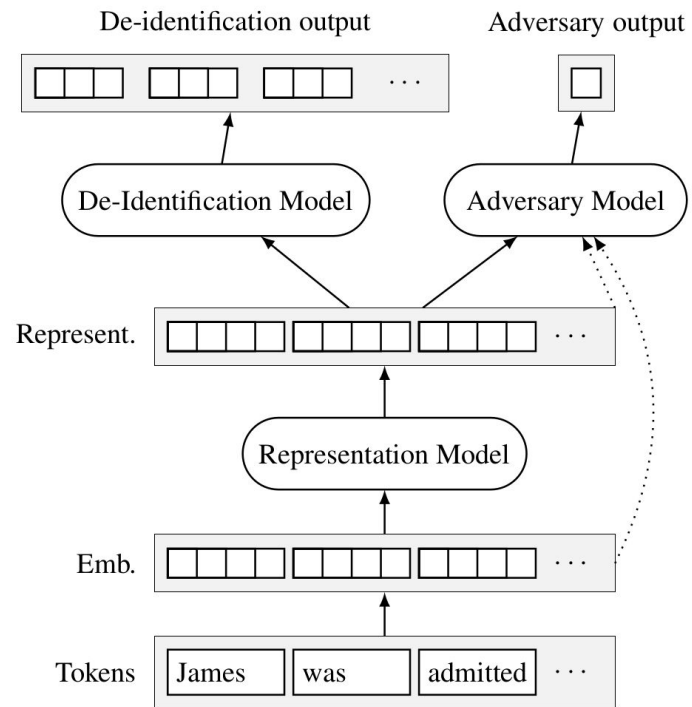 De-identification output
Adversary output
· · ·
De-Identification Model
Adversary Model
Represent.
· · ·
Representation Model
Emb.
· · ·
Tokens
James
was
admitted
· · ·